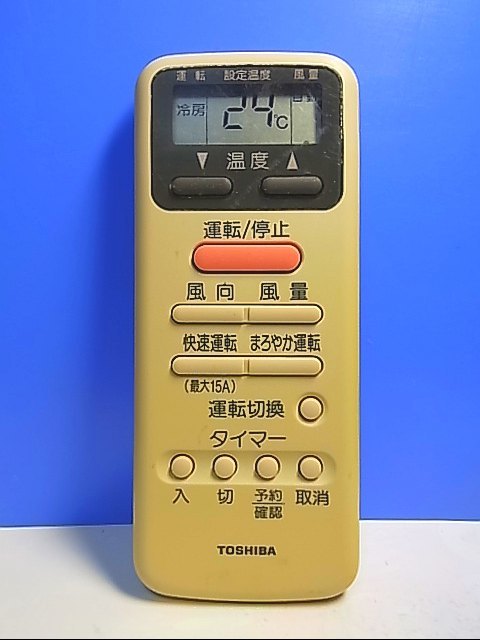 運転 設定温度 風量
冷房 24℃ 自動
▼ 温度 ▲
運転/停止
風向 風量
快速運転 まろやか運転
(最大15A)
運転切換
タイマー
入 切 予約確認 取消
TOSHIBA